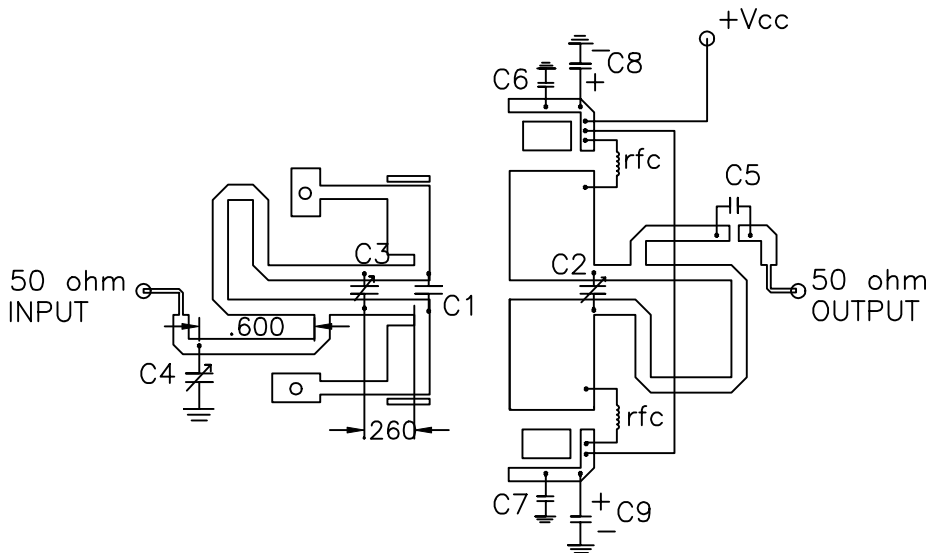 +Vcc
C8
−
+
C6
rfc
C5
C3
C2
50 ohm
INPUT
C1
50 ohm
OUTPUT
.600
C4
rfc
.260
C7
+
C9
−